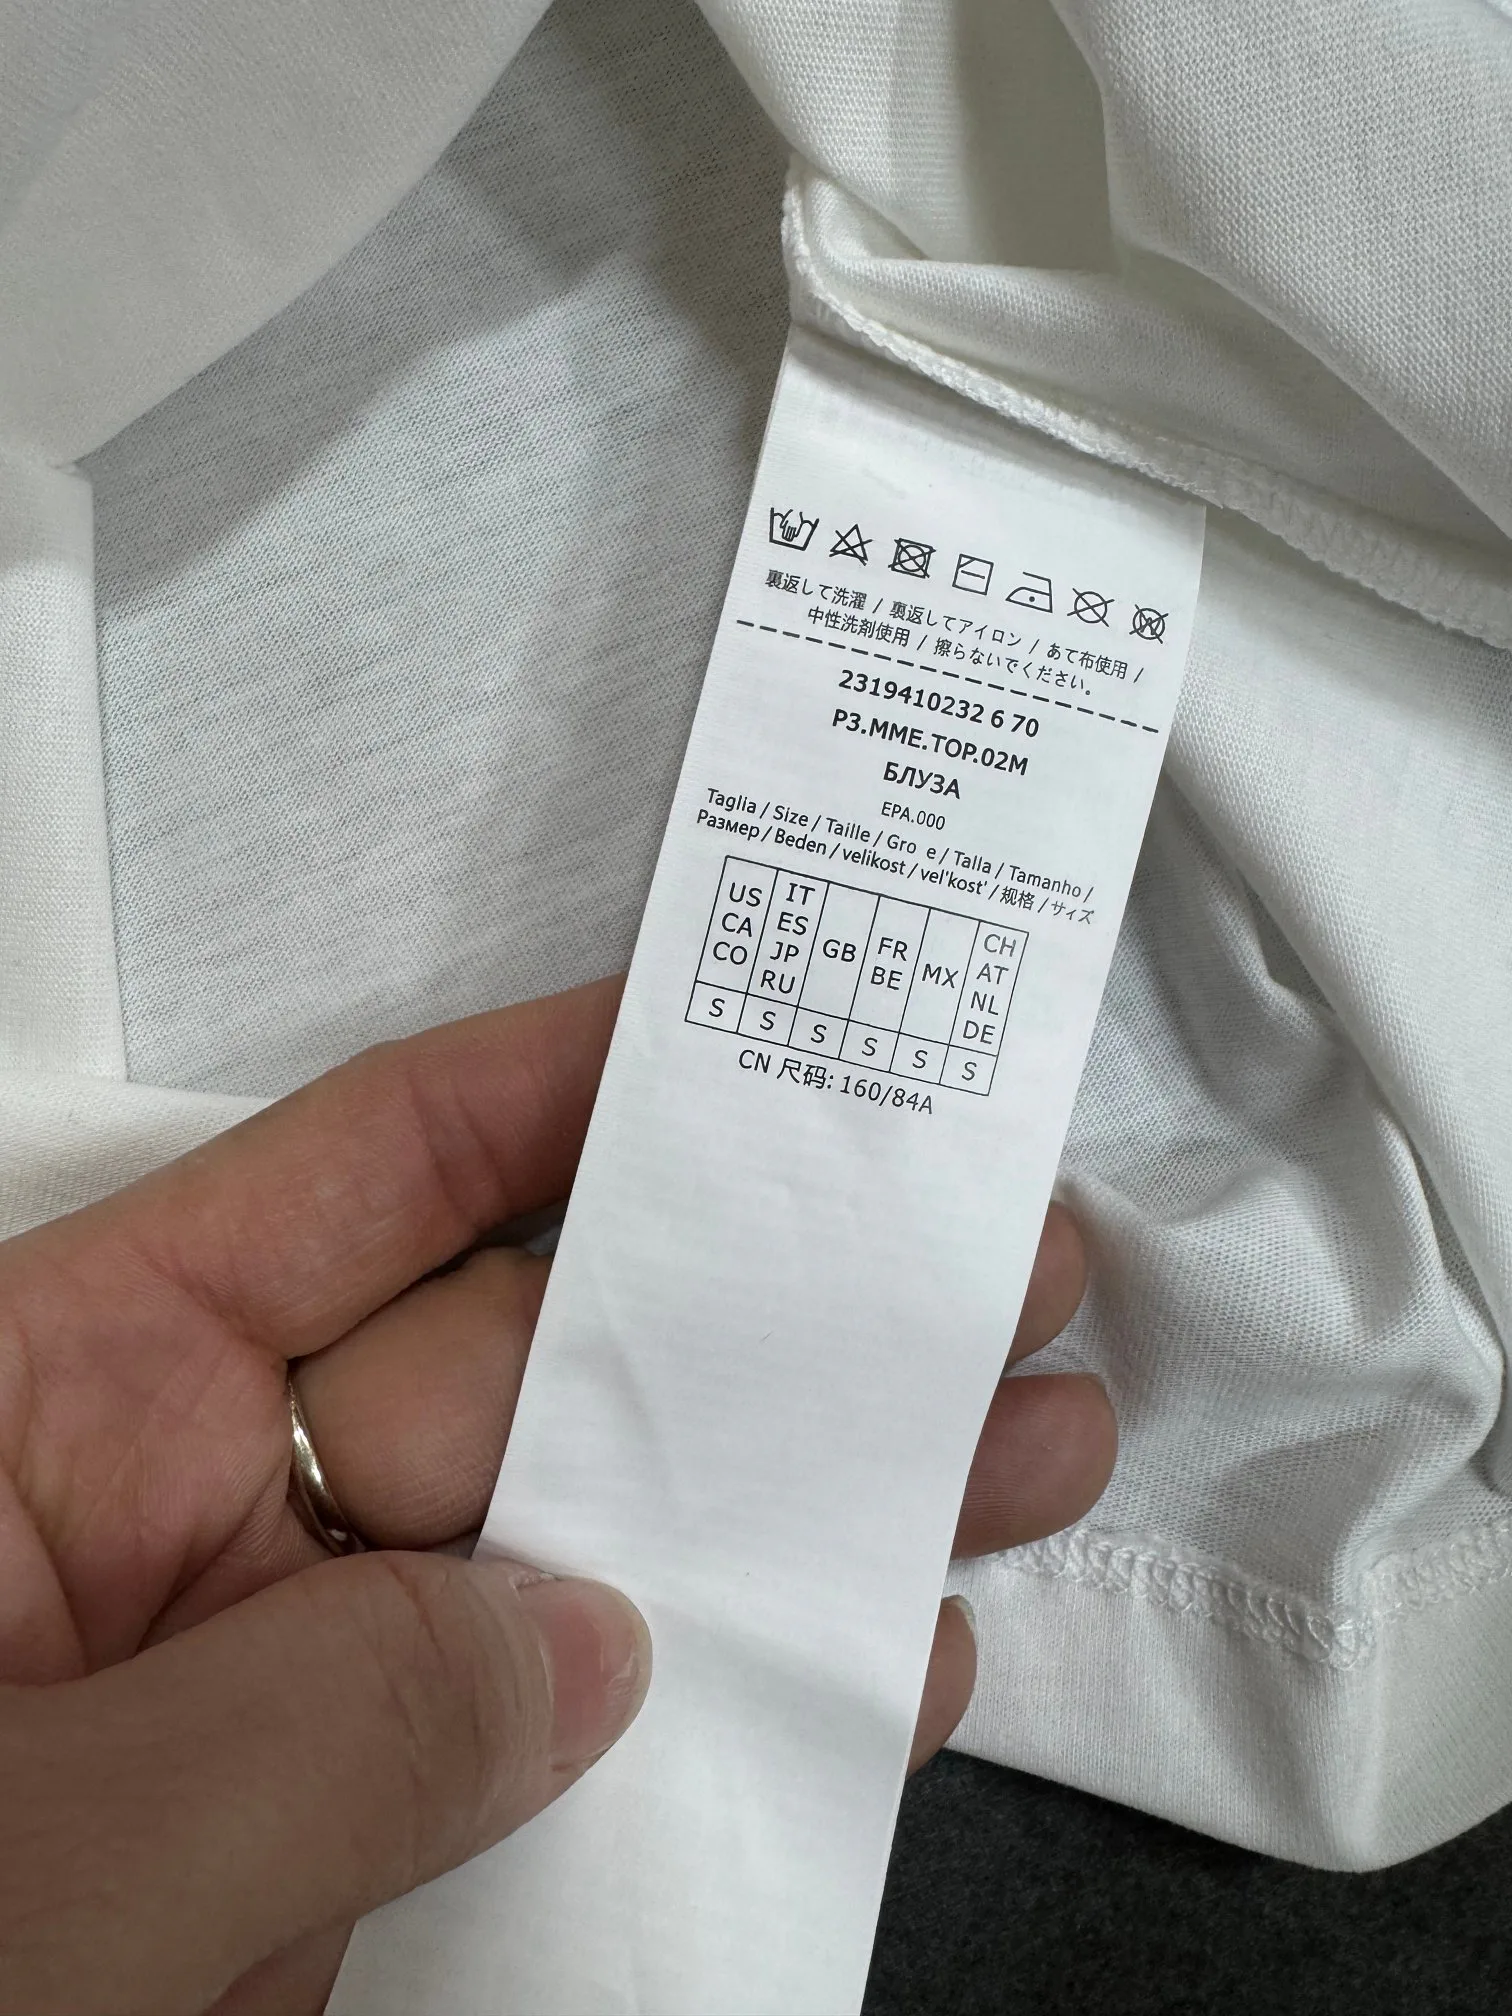 裏返して洗濯 / 裏返してアイロン / あて布使用 /
中性洗剤使用 / 擦らないでください。
2319410232 6 70
P3.MME.TOP.02M
БЛУЗА
EPA.000
Taglia / Size / Taille / Gro e / Talla / Tamanho /
Размер / Beden / velikost / vel'kost' / 规格 / サイズ
US CA CO
IT ES JP RU
GB
FR BE
MX
CH AT NL DE
S S S S S S
CN 尺码: 160/84A